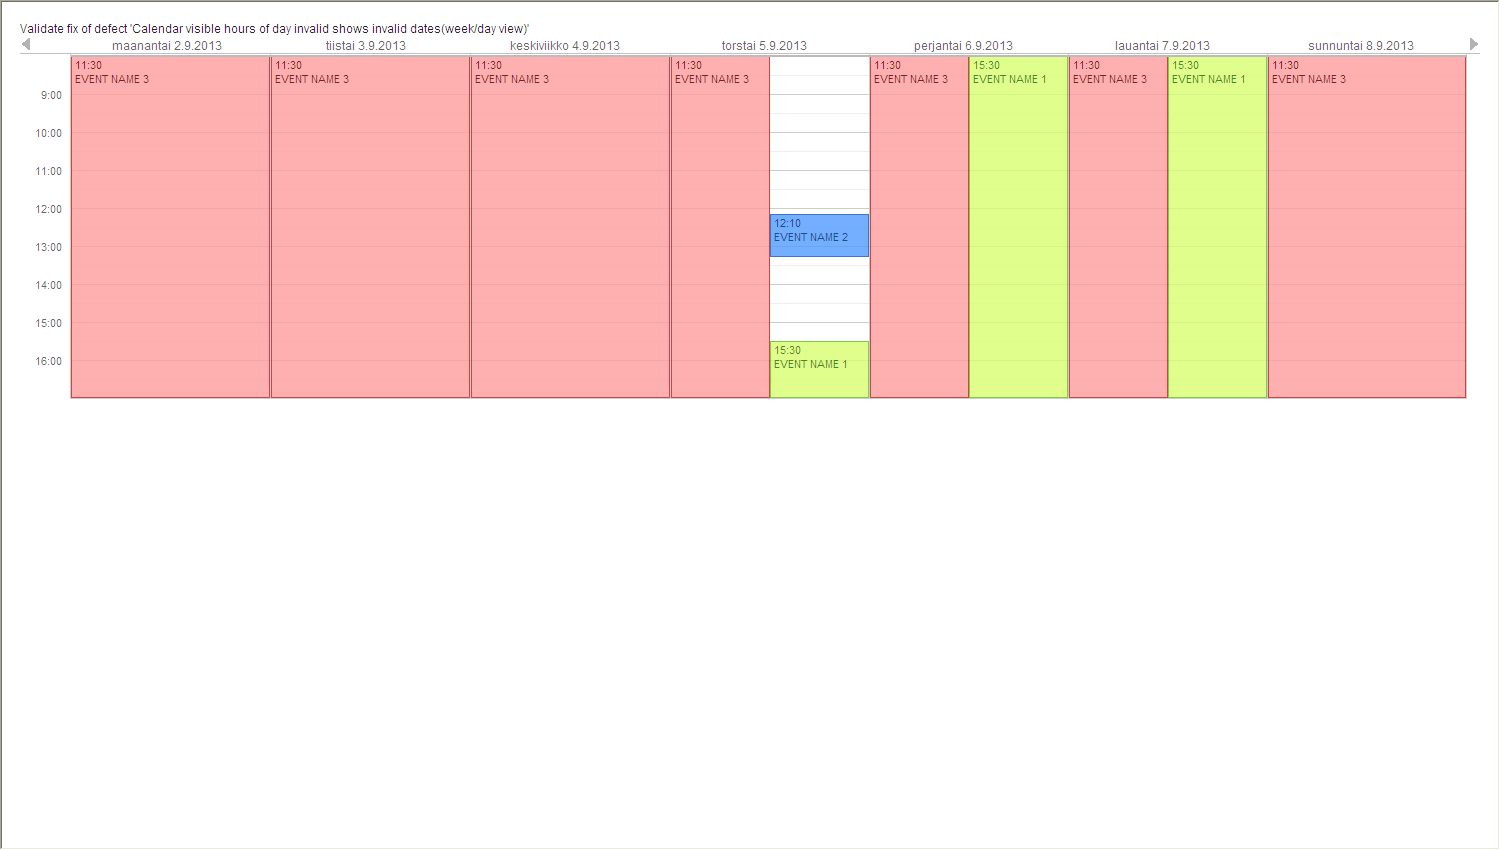 Validate fix of defect 'Calendar visible hours of day invalid shows invalid dates(week/day view)'
maanantai 2.9.2013 tiistai 3.9.2013 keskiviikko 4.9.2013 torstai 5.9.2013 perjantai 6.9.2013 lauantai 7.9.2013 sunnuntai 8.9.2013
11:30 11:30 11:30 11:30 11:30 15:30 11:30 15:30 11:30
EVENT NAME 3 EVENT NAME 3 EVENT NAME 3 EVENT NAME 3 EVENT NAME 3 EVENT NAME 1 EVENT NAME 3 EVENT NAME 1 EVENT NAME 3
9:00
10:00
11:00
12:00
12:10
EVENT NAME 2
13:00
14:00
15:00
15:30
16:00
EVENT NAME 1